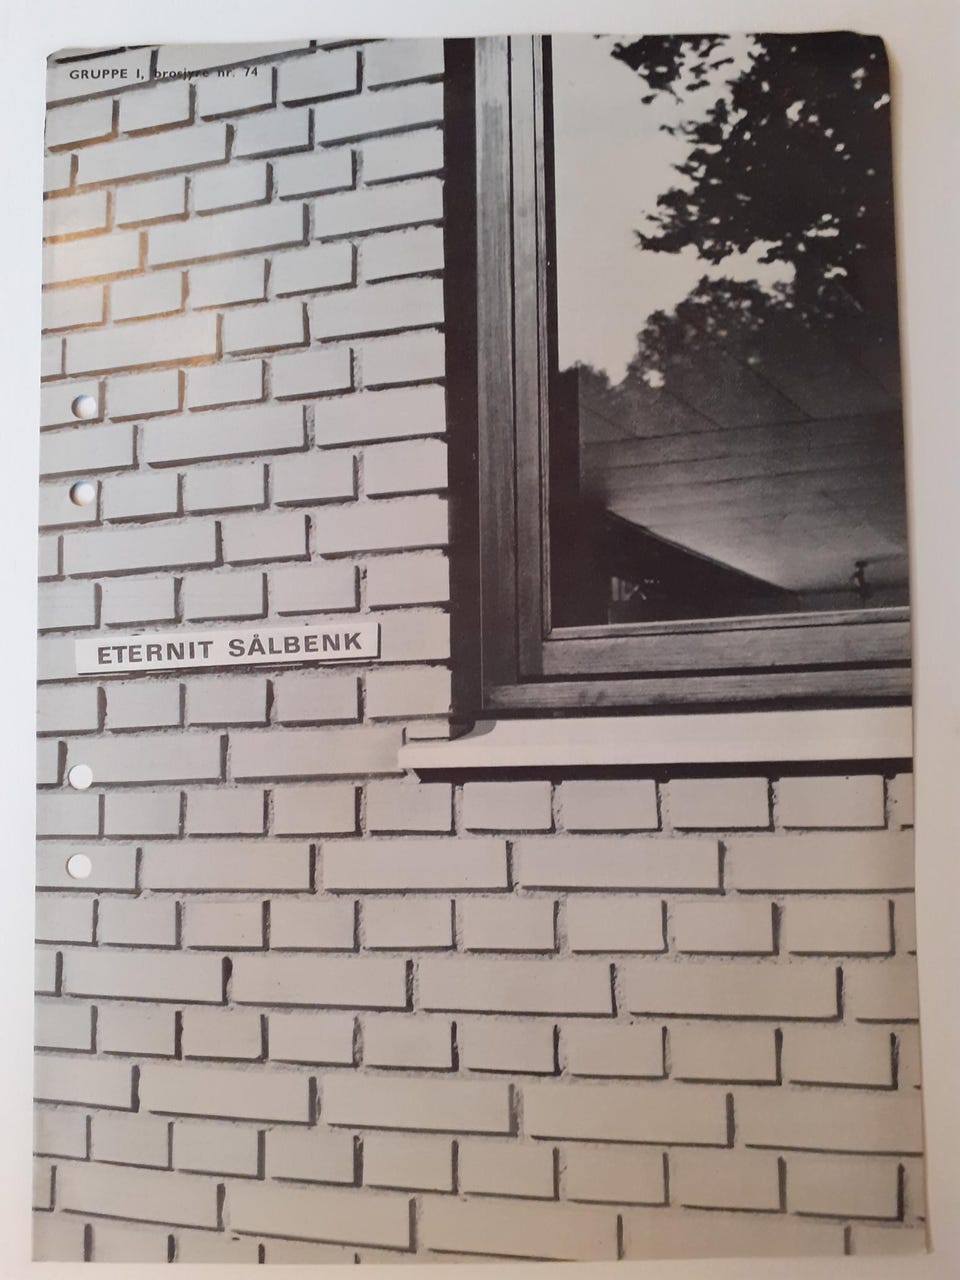 GRUPPE I, brosjyre nr. 74
ETERNIT SÅLBENK